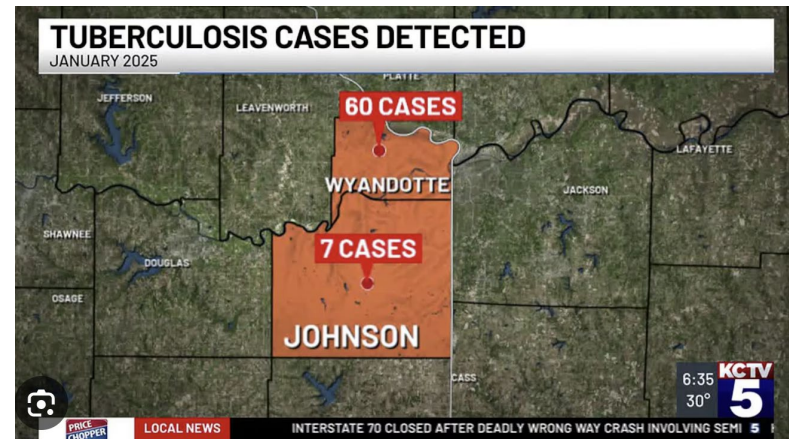 TUBERCULOSIS CASES DETECTED
JANUARY 2025
PLATTE
JEFFERSON
LEAVENWORTH
60 CASES
LAFAYETTE
WYANDOTTE
JACKSON
SHAWNEE
7 CASES
DOUGLAS
OSAGE
JOHNSON
CASS
6:35
30°
KCTV
5
PRICE
CHOPPER
LOCAL NEWS
INTERSTATE 70 CLOSED AFTER DEADLY WRONG WAY CRASH INVOLVING SEMI 5